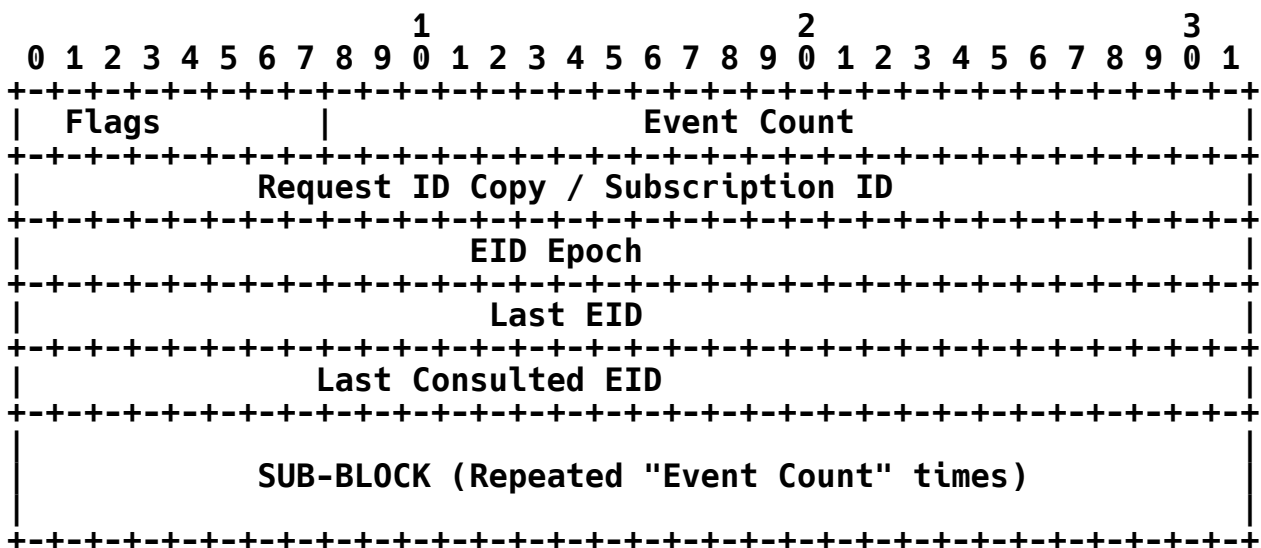 1                   2                   3
 0 1 2 3 4 5 6 7 8 9 0 1 2 3 4 5 6 7 8 9 0 1 2 3 4 5 6 7 8 9 0 1
+-+-+-+-+-+-+-+-+-+-+-+-+-+-+-+-+-+-+-+-+-+-+-+-+-+-+-+-+-+-+-+-+
|  Flags        |                Event Count                    |
+-+-+-+-+-+-+-+-+-+-+-+-+-+-+-+-+-+-+-+-+-+-+-+-+-+-+-+-+-+-+-+-+
|            Request ID Copy / Subscription ID                  |
+-+-+-+-+-+-+-+-+-+-+-+-+-+-+-+-+-+-+-+-+-+-+-+-+-+-+-+-+-+-+-+-+
|                       EID Epoch                               |
+-+-+-+-+-+-+-+-+-+-+-+-+-+-+-+-+-+-+-+-+-+-+-+-+-+-+-+-+-+-+-+-+
|                        Last EID                               |
+-+-+-+-+-+-+-+-+-+-+-+-+-+-+-+-+-+-+-+-+-+-+-+-+-+-+-+-+-+-+-+-+
|               Last Consulted EID                              |
+-+-+-+-+-+-+-+-+-+-+-+-+-+-+-+-+-+-+-+-+-+-+-+-+-+-+-+-+-+-+-+-+
|                                                               |
|            SUB-BLOCK (Repeated "Event Count" times)           |
|                                                               |
+-+-+-+-+-+-+-+-+-+-+-+-+-+-+-+-+-+-+-+-+-+-+-+-+-+-+-+-+-+-+-+-+